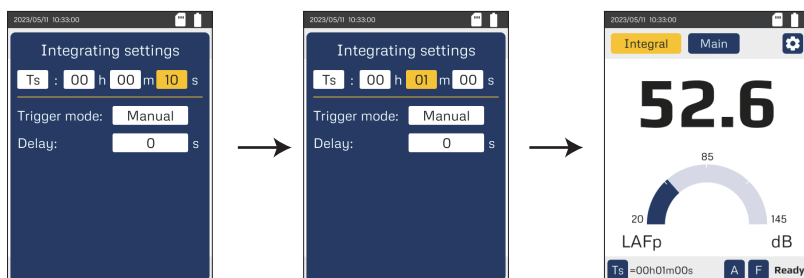 2023/05/11 10:33:00
Integrating settings
Ts : 00 h 00 m 10 s
Trigger mode: Manual
Delay: 0 s
2023/05/11 10:33:00
Integrating settings
Ts : 00 h 01 m 00 s
Trigger mode: Manual
Delay: 0 s
2023/05/11 10:33:00
Integral Main
52.6
85
20 145
LAFp dB
Ts =00h01m00s A F Ready